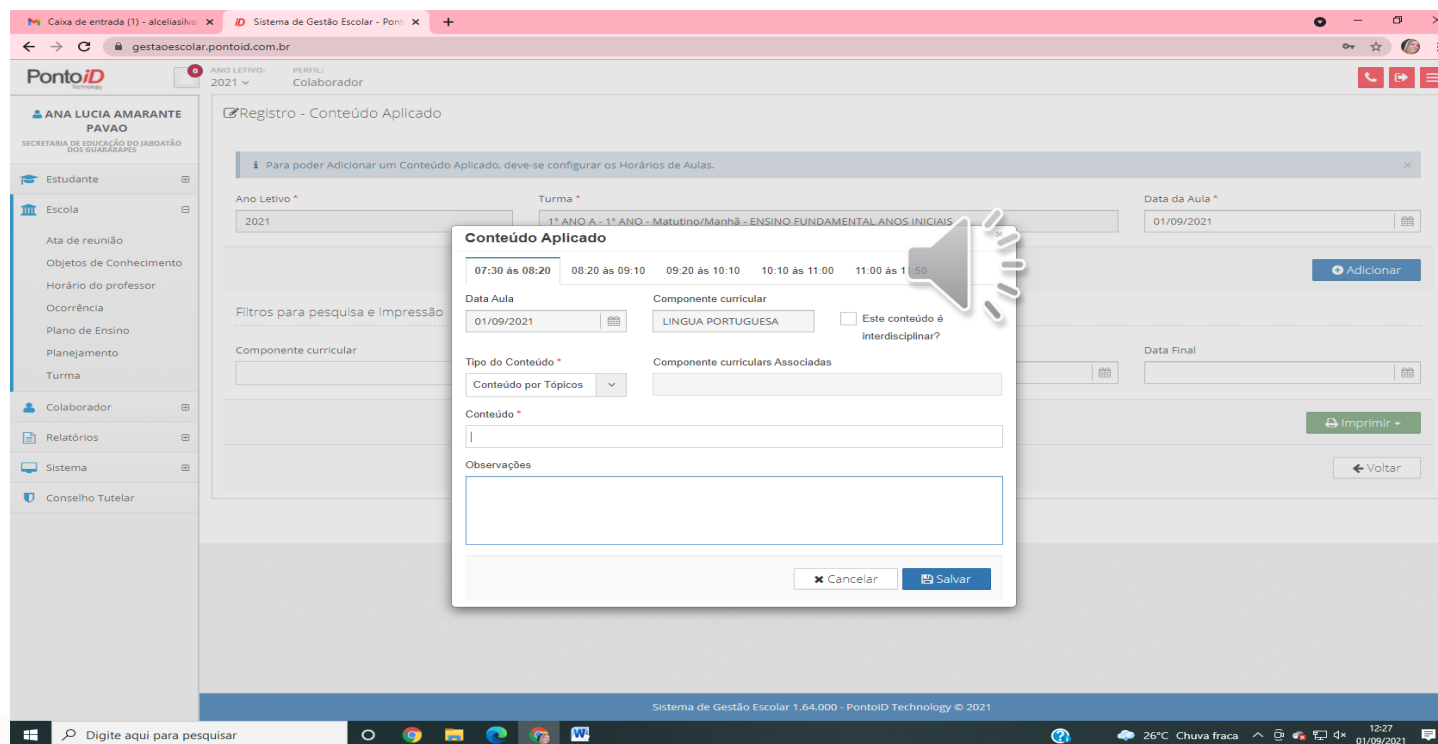 Caixa de entrada (1) - alceliasilva
Sistema de Gestão Escolar - Pont
gestaoescolar.pontoid.com.br
PontoiD
Technology
0
ANO LETIVO:
PERFIL:
2021
Colaborador
ANA LUCIA AMARANTE
PAVAO
SECRETARIA DE EDUCAÇÃO DO JABOATÃO
DOS GUARARAPES
Estudante
Escola
Ata de reunião
Objetos de Conhecimento
Horário do professor
Ocorrência
Plano de Ensino
Planejamento
Turma
Colaborador
Relatórios
Sistema
Conselho Tutelar
Registro - Conteúdo Aplicado
Para poder Adicionar um Conteúdo Aplicado, deve-se configurar os Horários de Aulas.
Ano Letivo *
Turma *
Data da Aula *
2021
1º ANO A - 1º ANO - Matutino/Manhã - ENSINO FUNDAMENTAL ANOS INICIAIS
01/09/2021
Adicionar
Filtros para pesquisa e impressão
Componente curricular
Data Final
Imprimir
Voltar
Conteúdo Aplicado
07:30 às 08:20
08:20 às 09:10
09:20 às 10:10
10:10 às 11:00
11:00 às 11:50
Data Aula
Componente curricular
01/09/2021
LINGUA PORTUGUESA
Este conteúdo é
interdisciplinar?
Tipo do Conteúdo *
Componente curriculars Associadas
Conteúdo por Tópicos
Conteúdo *
Observações
Cancelar
Salvar
Sistema de Gestão Escolar 1.64.000 - PontoID Technology © 2021
Digite aqui para pesquisar
26°C Chuva fraca
12:27
01/09/2021